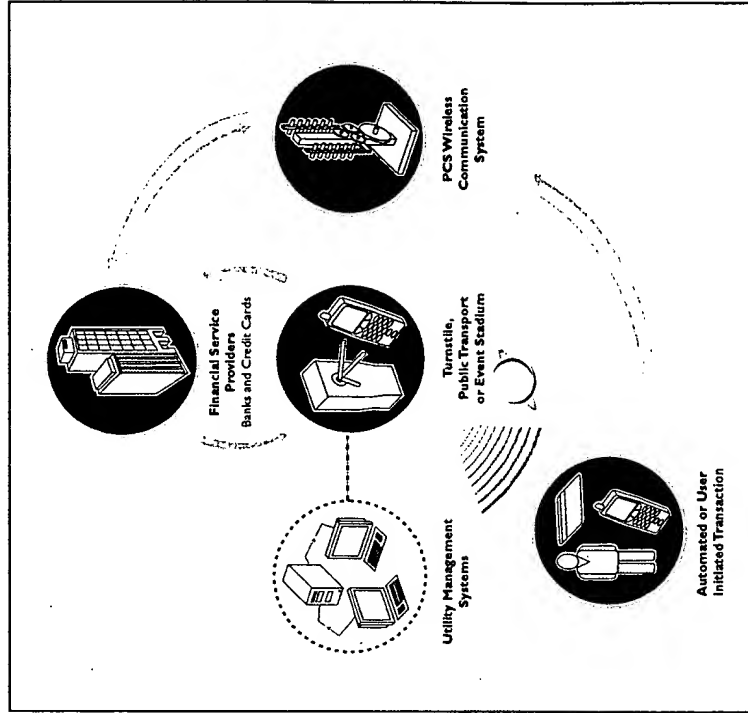 Financial Service
Providers
Banks and Credit Cards
PCS Wireless
Communication
System
Turnstile,
Public Transport
or Event Stadium
Utility Management
Systems
Automated or User
Initiated Transaction